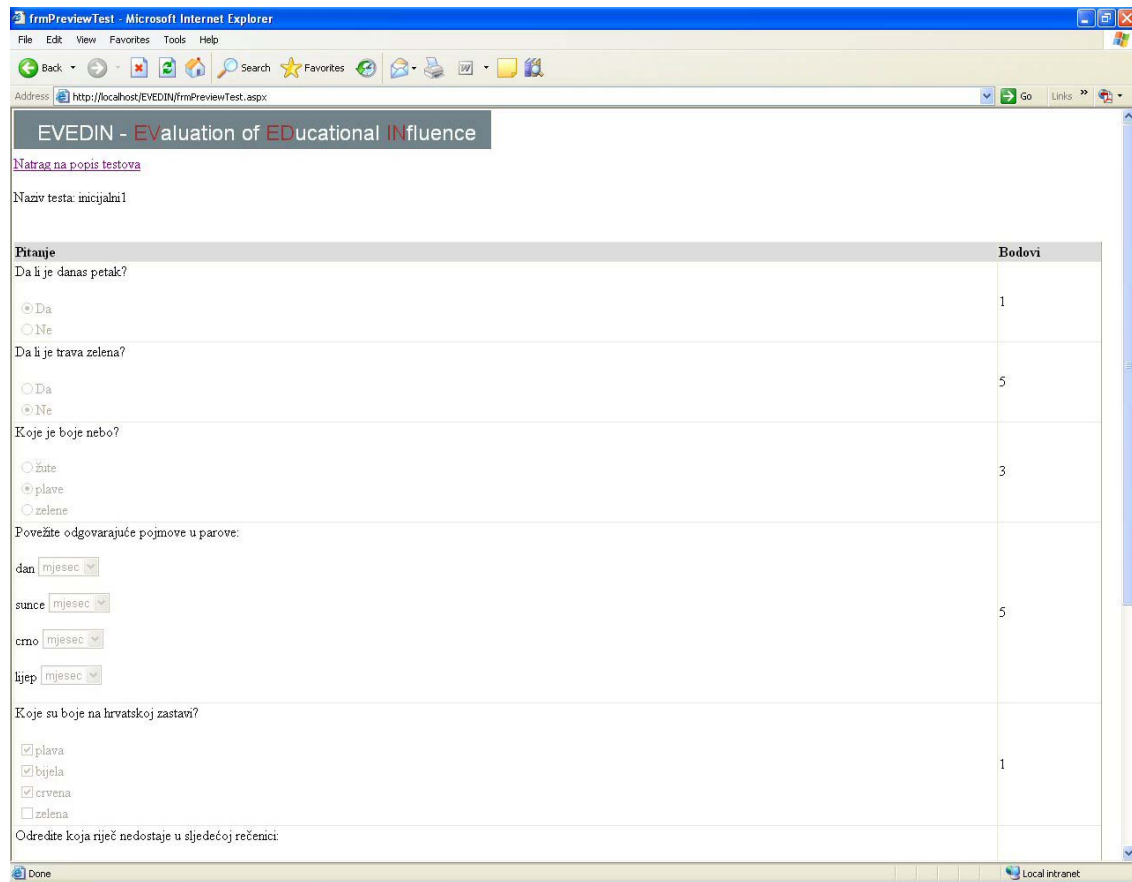 frmPreviewTest - Microsoft Internet Explorer
File Edit View Favorites Tools Help
Back Search Favorites
Address http://localhost/EVEDIN/frmPreviewTest.aspx Go Links »
EVEDIN - EValuation of EDucational INfluence
Natrag na popis testova
Naziv testa: inicijalni1
Pitanje Bodovi
Da li je danas petak?
Da
1
Ne
Da li je trava zelena?
Da
5
Ne
Koje je boje nebo?
žute
3
plave
zelene
Povežite odgovarajuće pojmove u parove:
dan mjesec
sunce mjesec
5
crno mjesec
lijep mjesec
Koje su boje na hrvatskoj zastavi?
plava
bijela
1
crvena
zelena
Odredite koja riječ nedostaje u sljedećoj rečenici:
Done Local intranet